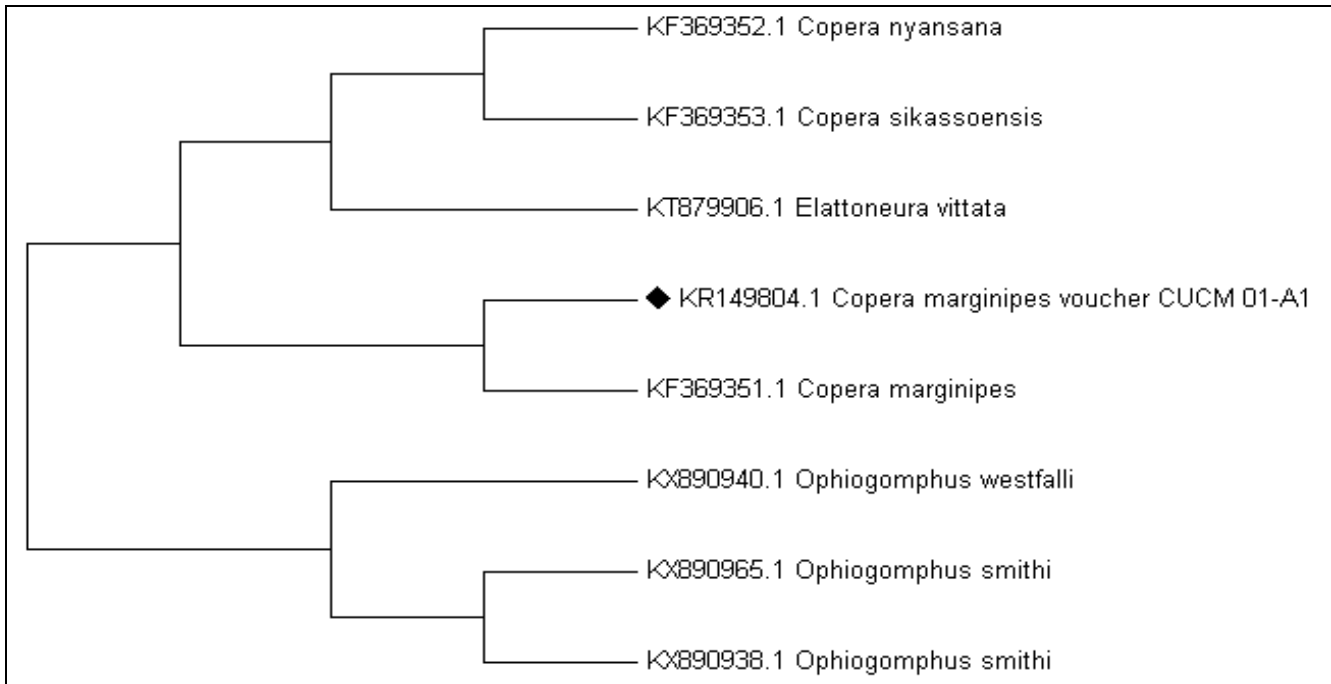 KF369352.1 Copera nyansana
KF369353.1 Copera sikassoensis
KT879906.1 Elattoneura vittata
◆ KR149804.1 Copera marginipes voucher CUCM 01-A1
KF369351.1 Copera marginipes
KX890940.1 Ophiogomphus westfalli
KX890965.1 Ophiogomphus smithi
KX890938.1 Ophiogomphus smithi